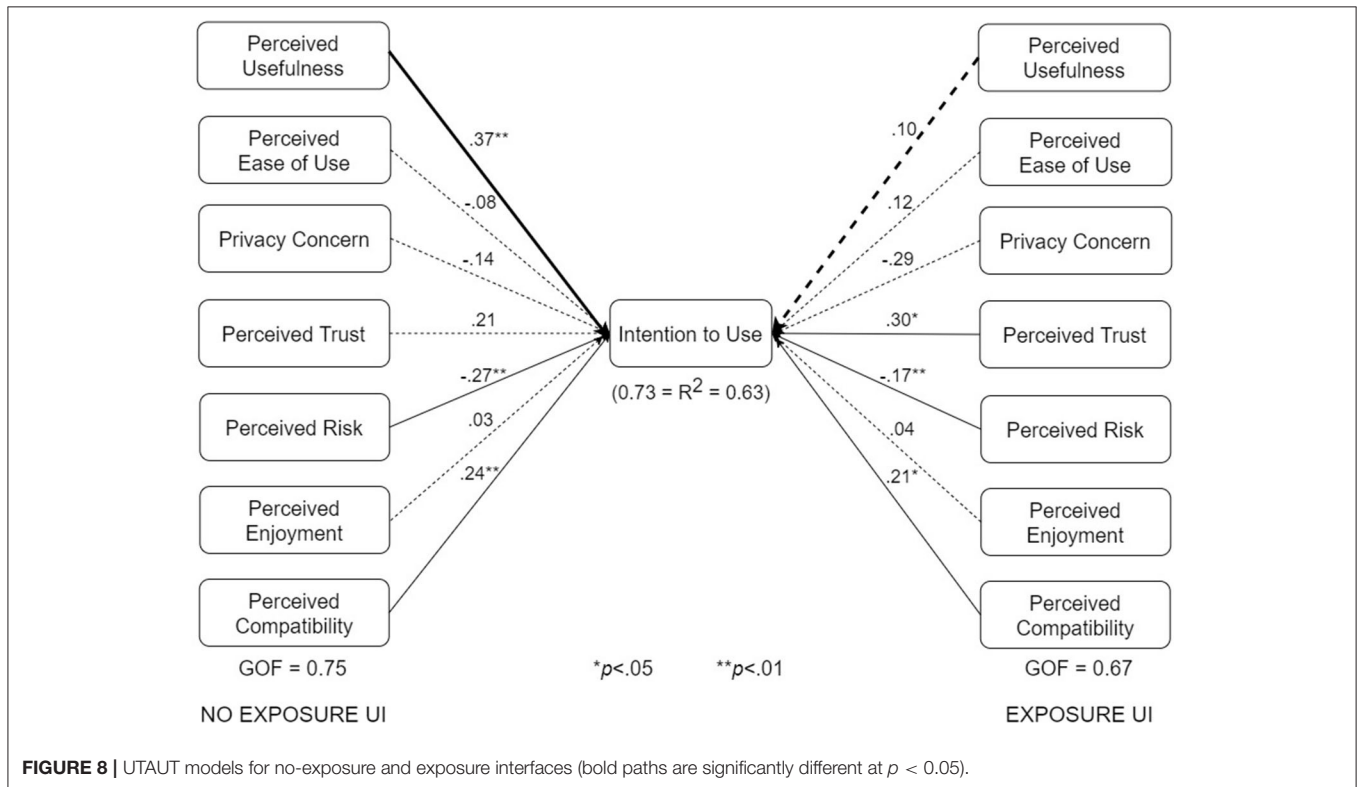 Perceived
Usefulness
Perceived
Ease of Use
Privacy Concern
Perceived Trust
Perceived Risk
Perceived
Enjoyment
Perceived
Compatibility
GOF = 0.75
NO EXPOSURE UI
.37**
-.08
-.14
.21
-.27**
.03
.24**
Intention to Use
(0.73 = R² = 0.63)
*p<.05 **p<.01
.10
.12
-.29
.30*
-.17**
.04
.21*
Perceived
Usefulness
Perceived
Ease of Use
Privacy Concern
Perceived Trust
Perceived Risk
Perceived
Enjoyment
Perceived
Compatibility
GOF = 0.67
EXPOSURE UI
FIGURE 8 | UTAUT models for no-exposure and exposure interfaces (bold paths are significantly different at p < 0.05).